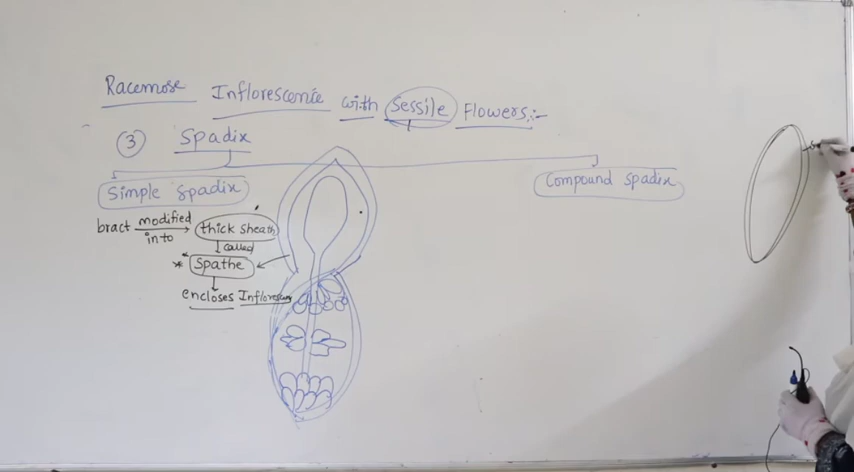 Racemose Inflorescence with Sessile Flowers:-
③ Spadix
Simple Spadix
Compound Spadix
bract modified into thick sheath
called
* Spathe
encloses Inflorescence